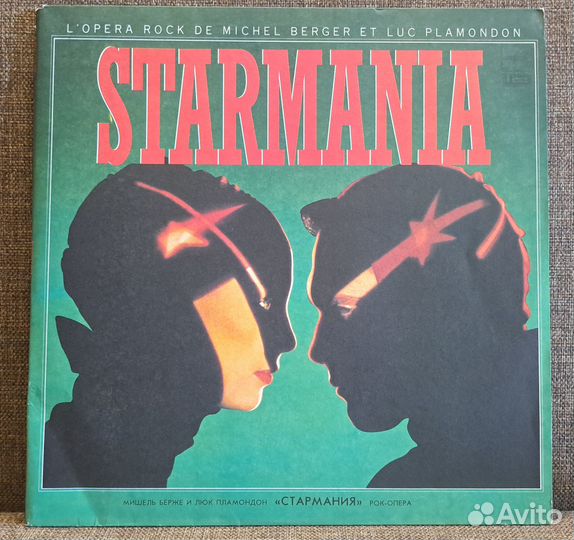 L'OPERA ROCK DE MICHEL BERGER ET LUC PLAMONDON
STARMANIA
МИШЕЛЬ БЕРЖЕ И ЛЮК ПЛАМОНДОН «СТАРМАНИЯ» РОК-ОПЕРА
Avito